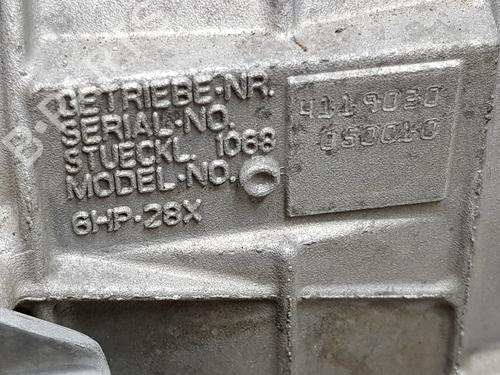 GETRIEBE-NR.
SERIAL-NO.
STUECKL. 1068
MODEL-NO.
6HP-28X
4119030
050010